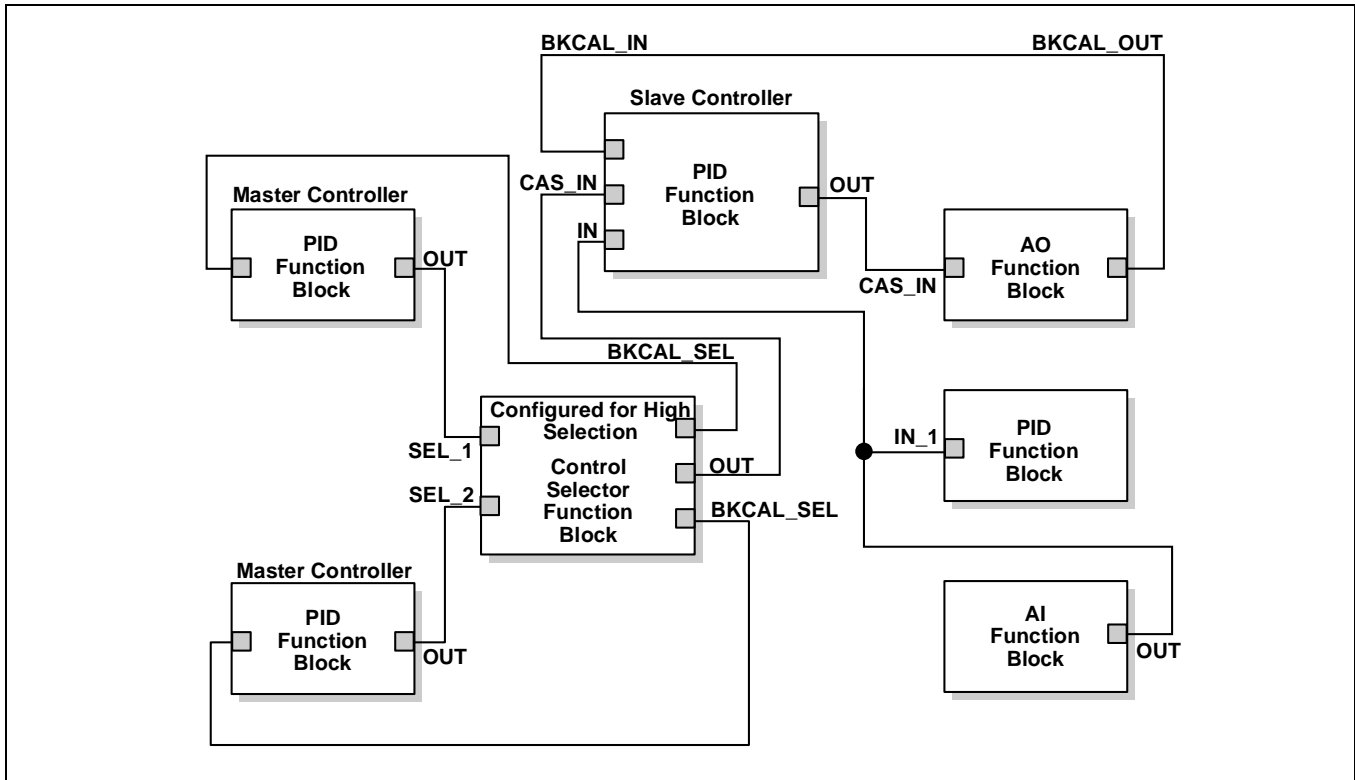 BKCAL_IN
BKCAL_OUT
Slave Controller
PID
Function
Block
CAS_IN
IN
OUT
Master Controller
PID
Function
Block
OUT
AO
Function
Block
CAS_IN
BKCAL_SEL
Configured for High
Selection
Control
Selector
Function
Block
SEL_1
SEL_2
OUT
BKCAL_SEL
IN_1
PID
Function
Block
Master Controller
PID
Function
Block
OUT
AI
Function
Block
OUT